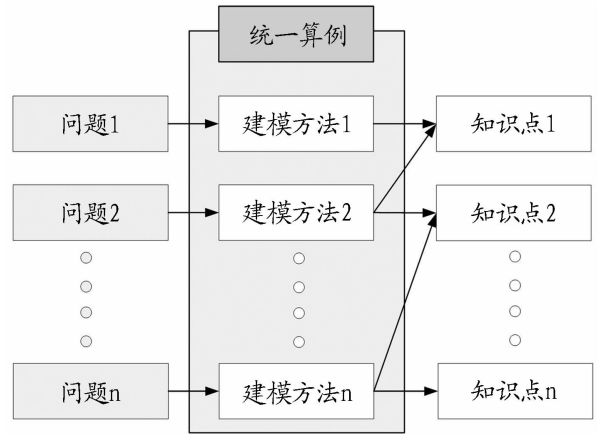 统一算例
问题1
建模方法1
知识点1
问题2
建模方法2
知识点2
问题n
建模方法n
知识点n